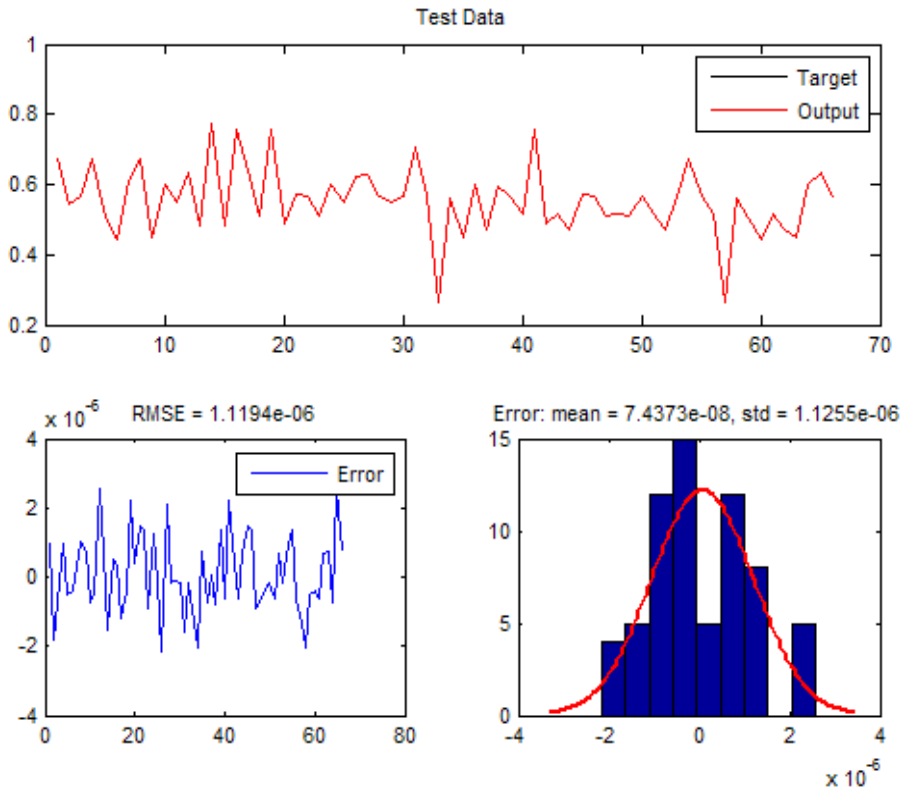 Test Data
1
0.8
0.6
0.4
0.2
0 10 20 30 40 50 60 70
Target
Output
x 10^-6
RMSE = 1.1194e-06
4
2
0
-2
-4
0 20 40 60 80
Error
Error: mean = 7.4373e-08, std = 1.1255e-06
15
10
5
0
-4 -2 0 2 4
x 10^-6